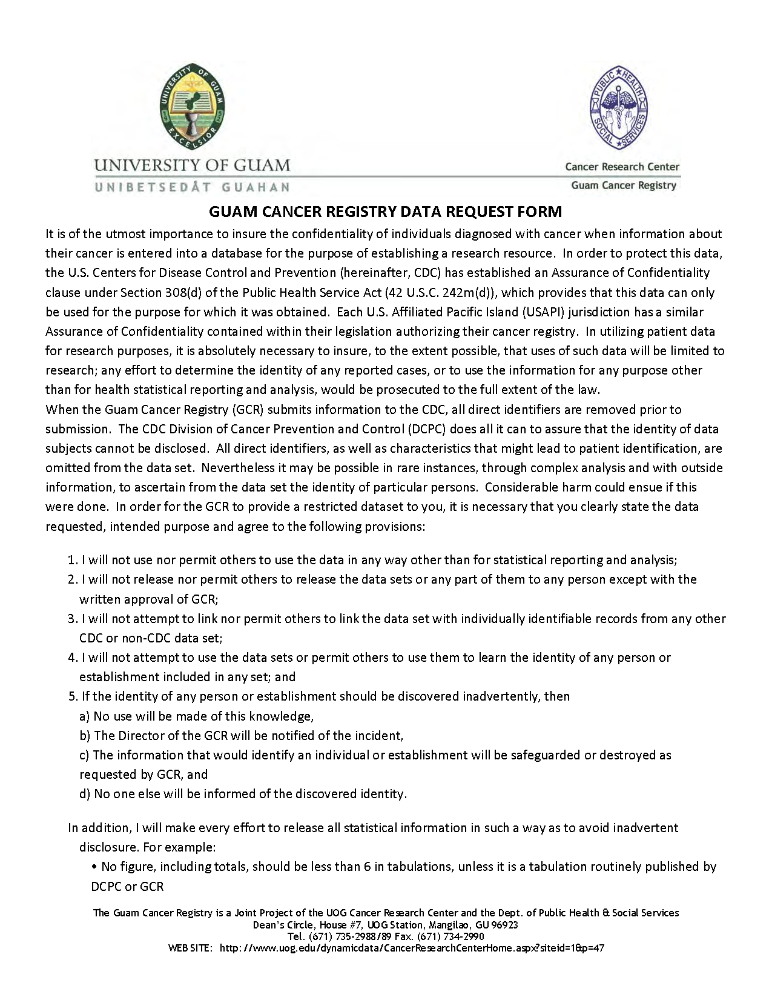 UNIVERSITY OF GUAM
EXCELSIOR
19 52
PUBLIC HEALTH
SOCIAL SERVICES
UNIVERSITY OF GUAM
UNIBETSEDÅT GUAHAN
Cancer Research Center
Guam Cancer Registry
GUAM CANCER REGISTRY DATA REQUEST FORM
It is of the utmost importance to insure the confidentiality of individuals diagnosed with cancer when information about
their cancer is entered into a database for the purpose of establishing a research resource.  In order to protect this data,
the U.S. Centers for Disease Control and Prevention (hereinafter, CDC) has established an Assurance of Confidentiality
clause under Section 308(d) of the Public Health Service Act (42 U.S.C. 242m(d)), which provides that this data can only
be used for the purpose for which it was obtained.  Each U.S. Affiliated Pacific Island (USAPI) jurisdiction has a similar
Assurance of Confidentiality contained within their legislation authorizing their cancer registry.  In utilizing patient data
for research purposes, it is absolutely necessary to insure, to the extent possible, that uses of such data will be limited to
research; any effort to determine the identity of any reported cases, or to use the information for any purpose other
than for health statistical reporting and analysis, would be prosecuted to the full extent of the law.
When the Guam Cancer Registry (GCR) submits information to the CDC, all direct identifiers are removed prior to
submission.  The CDC Division of Cancer Prevention and Control (DCPC) does all it can to assure that the identity of data
subjects cannot be disclosed.  All direct identifiers, as well as characteristics that might lead to patient identification, are
omitted from the data set.  Nevertheless it may be possible in rare instances, through complex analysis and with outside
information, to ascertain from the data set the identity of particular persons.  Considerable harm could ensue if this
were done.  In order for the GCR to provide a restricted dataset to you, it is necessary that you clearly state the data
requested, intended purpose and agree to the following provisions:
1. I will not use nor permit others to use the data in any way other than for statistical reporting and analysis;
2. I will not release nor permit others to release the data sets or any part of them to any person except with the
written approval of GCR;
3. I will not attempt to link nor permit others to link the data set with individually identifiable records from any other
CDC or non-CDC data set;
4. I will not attempt to use the data sets or permit others to use them to learn the identity of any person or
establishment included in any set; and
5. If the identity of any person or establishment should be discovered inadvertently, then
a) No use will be made of this knowledge,
b) The Director of the GCR will be notified of the incident,
c) The information that would identify an individual or establishment will be safeguarded or destroyed as
requested by GCR, and
d) No one else will be informed of the discovered identity.
In addition, I will make every effort to release all statistical information in such a way as to avoid inadvertent
disclosure. For example:
• No figure, including totals, should be less than 6 in tabulations, unless it is a tabulation routinely published by
DCPC or GCR
The Guam Cancer Registry is a Joint Project of the UOG Cancer Research Center and the Dept. of Public Health & Social Services
Dean's Circle, House #7, UOG Station, Mangilao, GU 96923
Tel. (671) 735-2988/89 Fax. (671) 734-2990
WEB SITE:   http: //www.uog.edu/dynamicdata/CancerResearchCenterHome.aspx?siteid=1&p=47